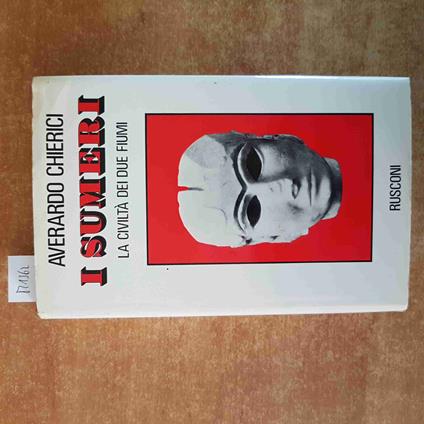 AVERARDO CHIERICI
I SUMERI
LA CIVILTÀ DEI DUE FIUMI
RUSCONI